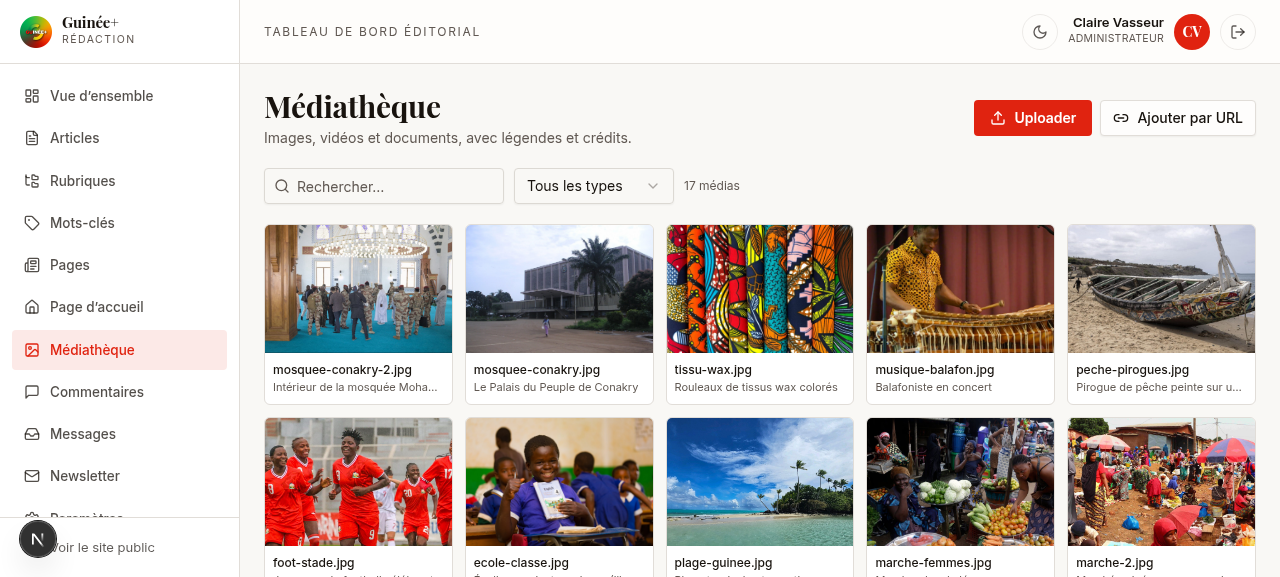 Guinée+
RÉDACTION
TABLEAU DE BORD ÉDITORIAL
Claire Vasseur
ADMINISTRATEUR
CV
Vue d'ensemble
Articles
Rubriques
Mots-clés
Pages
Page d'accueil
Médiathèque
Commentaires
Messages
Newsletter
Voir le site public
N
Médiathèque
Images, vidéos et documents, avec légendes et crédits.
Uploader
Ajouter par URL
Rechercher...
Tous les types
17 médias
mosquee-conakry-2.jpg
Intérieur de la mosquée Moha...
mosquee-conakry.jpg
Le Palais du Peuple de Conakry
tissu-wax.jpg
Rouleaux de tissus wax colorés
musique-balafon.jpg
Balafoniste en concert
peche-pirogues.jpg
Pirogue de pêche peinte sur u...
foot-stade.jpg
ecole-classe.jpg
plage-guinee.jpg
marche-femmes.jpg
marche-2.jpg